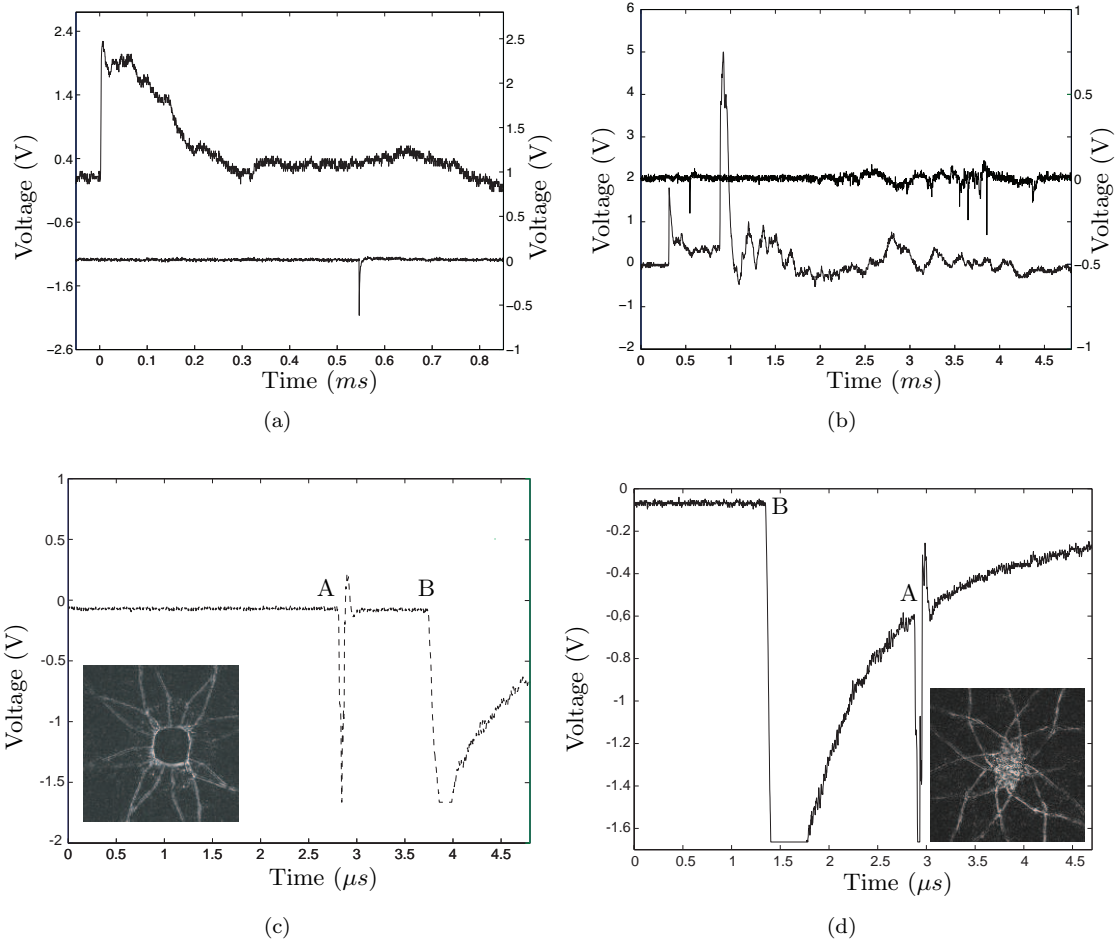 2.4
1.4
0.4
−0.6
−1.6
−2.6
Voltage (V)
2.5
2
1.5
1
0.5
0
−0.5
−1
Voltage (V)
0 0.1 0.2 0.3 0.4 0.5 0.6 0.7 0.8
Time (ms)
(a)
6
5
4
3
2
1
0
−1
−2
Voltage (V)
1
0.5
0
−0.5
−1
Voltage (V)
0 0.5 1 1.5 2 2.5 3 3.5 4 4.5
Time (ms)
(b)
1
0.5
0
-0.5
-1
-1.5
-2
Voltage (V)
A
B
0 0.5 1 1.5 2 2.5 3 3.5 4 4.5
Time (μs)
(c)
0
-0.2
-0.4
-0.6
-0.8
-1
-1.2
-1.4
-1.6
Voltage (V)
B
A
0 0.5 1 1.5 2 2.5 3 3.5 4 4.5
Time (μs)
(d)